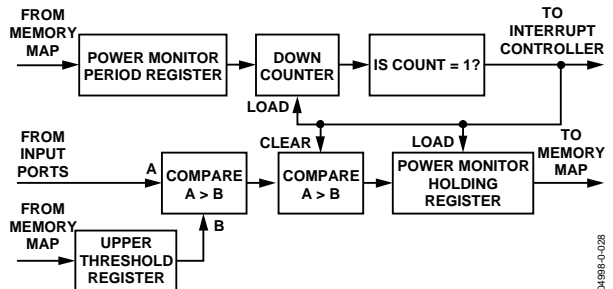 FROM
MEMORY
MAP
POWER MONITOR
PERIOD REGISTER
DOWN
COUNTER
IS COUNT = 1?
TO
INTERRUPT
CONTROLLER
LOAD
FROM
INPUT
PORTS
A
COMPARE
A > B
CLEAR
COMPARE
A > B
LOAD
POWER MONITOR
HOLDING
REGISTER
TO
MEMORY
MAP
FROM
MEMORY
MAP
B
UPPER
THRESHOLD
REGISTER
04998-0-028